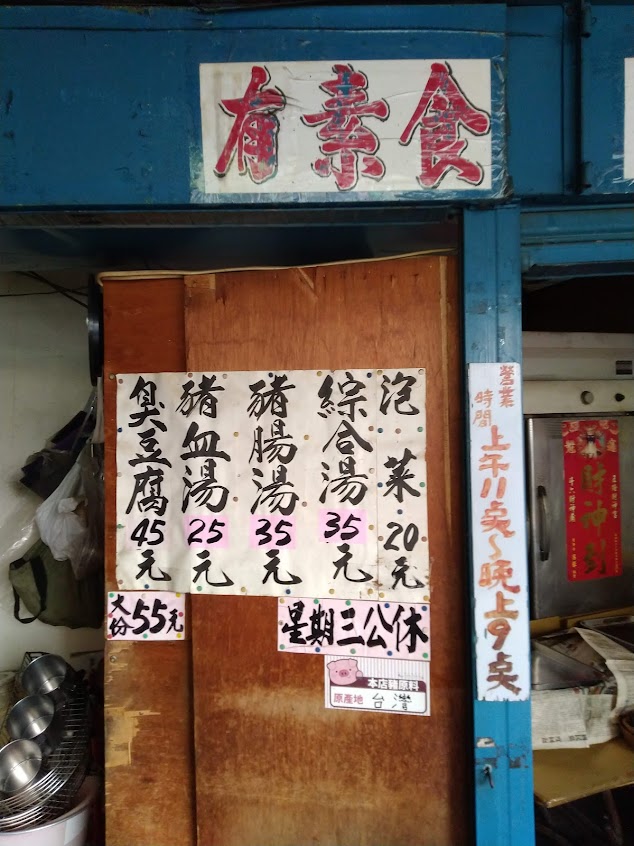 有素食
泡菜20元
綜合湯35元
豬腸湯35元
豬血湯25元
臭豆腐45元
大份55元
星期三公休
本店豬原料
原產地 台灣
營業時間
上午11点~晚上9点
財神到